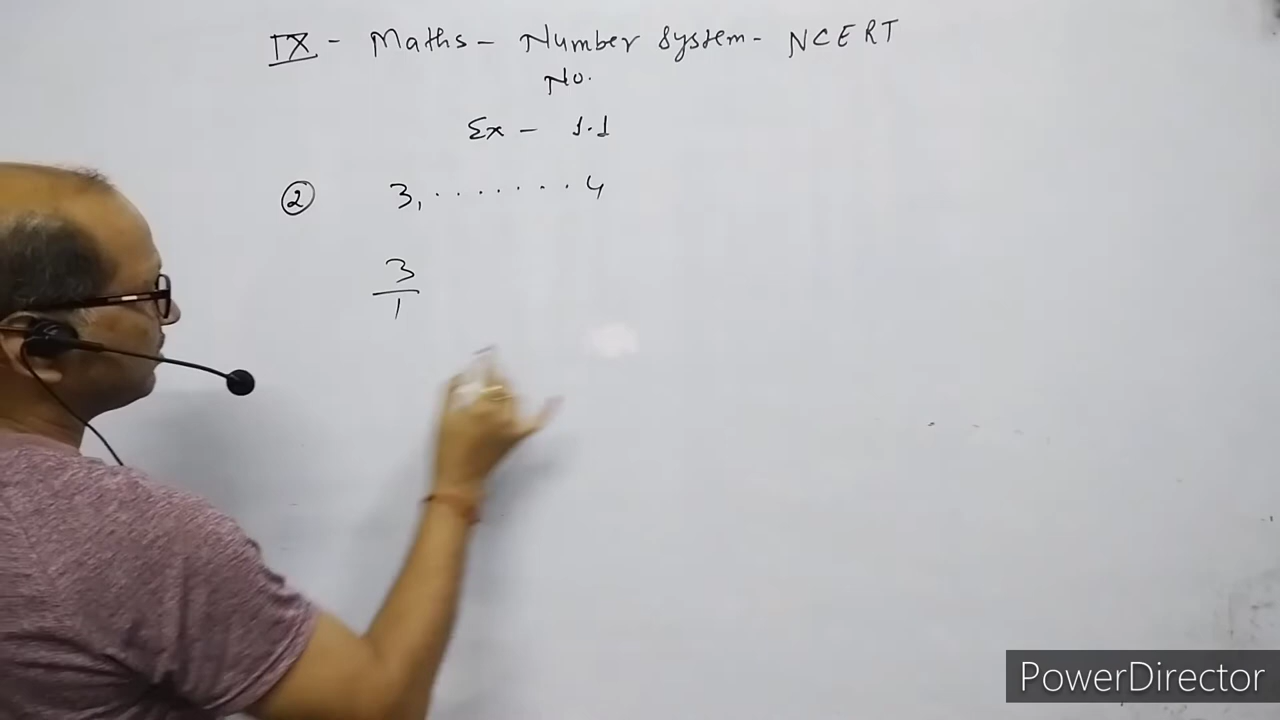 IX - Maths - Number System - NCERT
No.
Ex - 1.1
② 3, . . . . . . . 4
3
1
PowerDirector